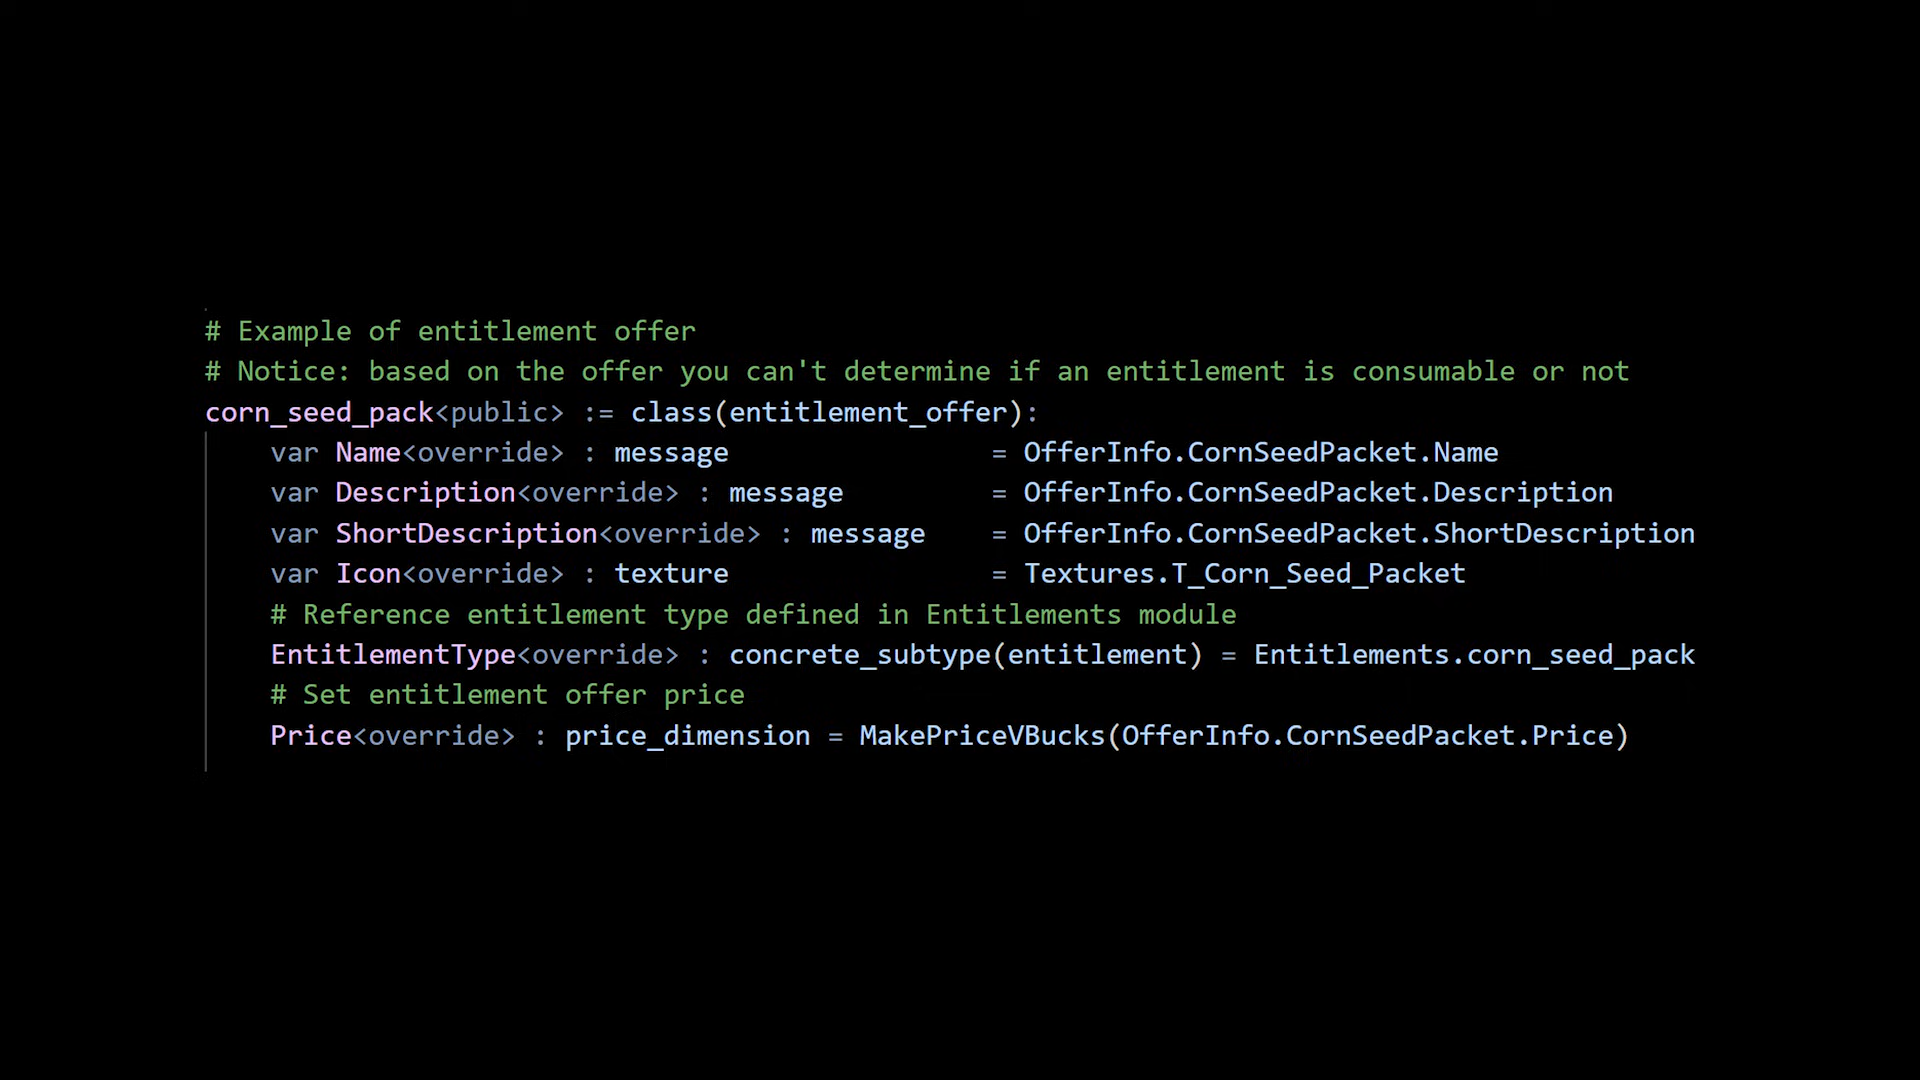 # Example of entitlement offer
# Notice: based on the offer you can't determine if an entitlement is consumable or not
corn_seed_pack<public> := class(entitlement_offer):
    var Name<override> : message                = OfferInfo.CornSeedPacket.Name
    var Description<override> : message         = OfferInfo.CornSeedPacket.Description
    var ShortDescription<override> : message    = OfferInfo.CornSeedPacket.ShortDescription
    var Icon<override> : texture                = Textures.T_Corn_Seed_Packet
    # Reference entitlement type defined in Entitlements module
    EntitlementType<override> : concrete_subtype(entitlement) = Entitlements.corn_seed_pack
    # Set entitlement offer price
    Price<override> : price_dimension = MakePriceVBucks(OfferInfo.CornSeedPacket.Price)